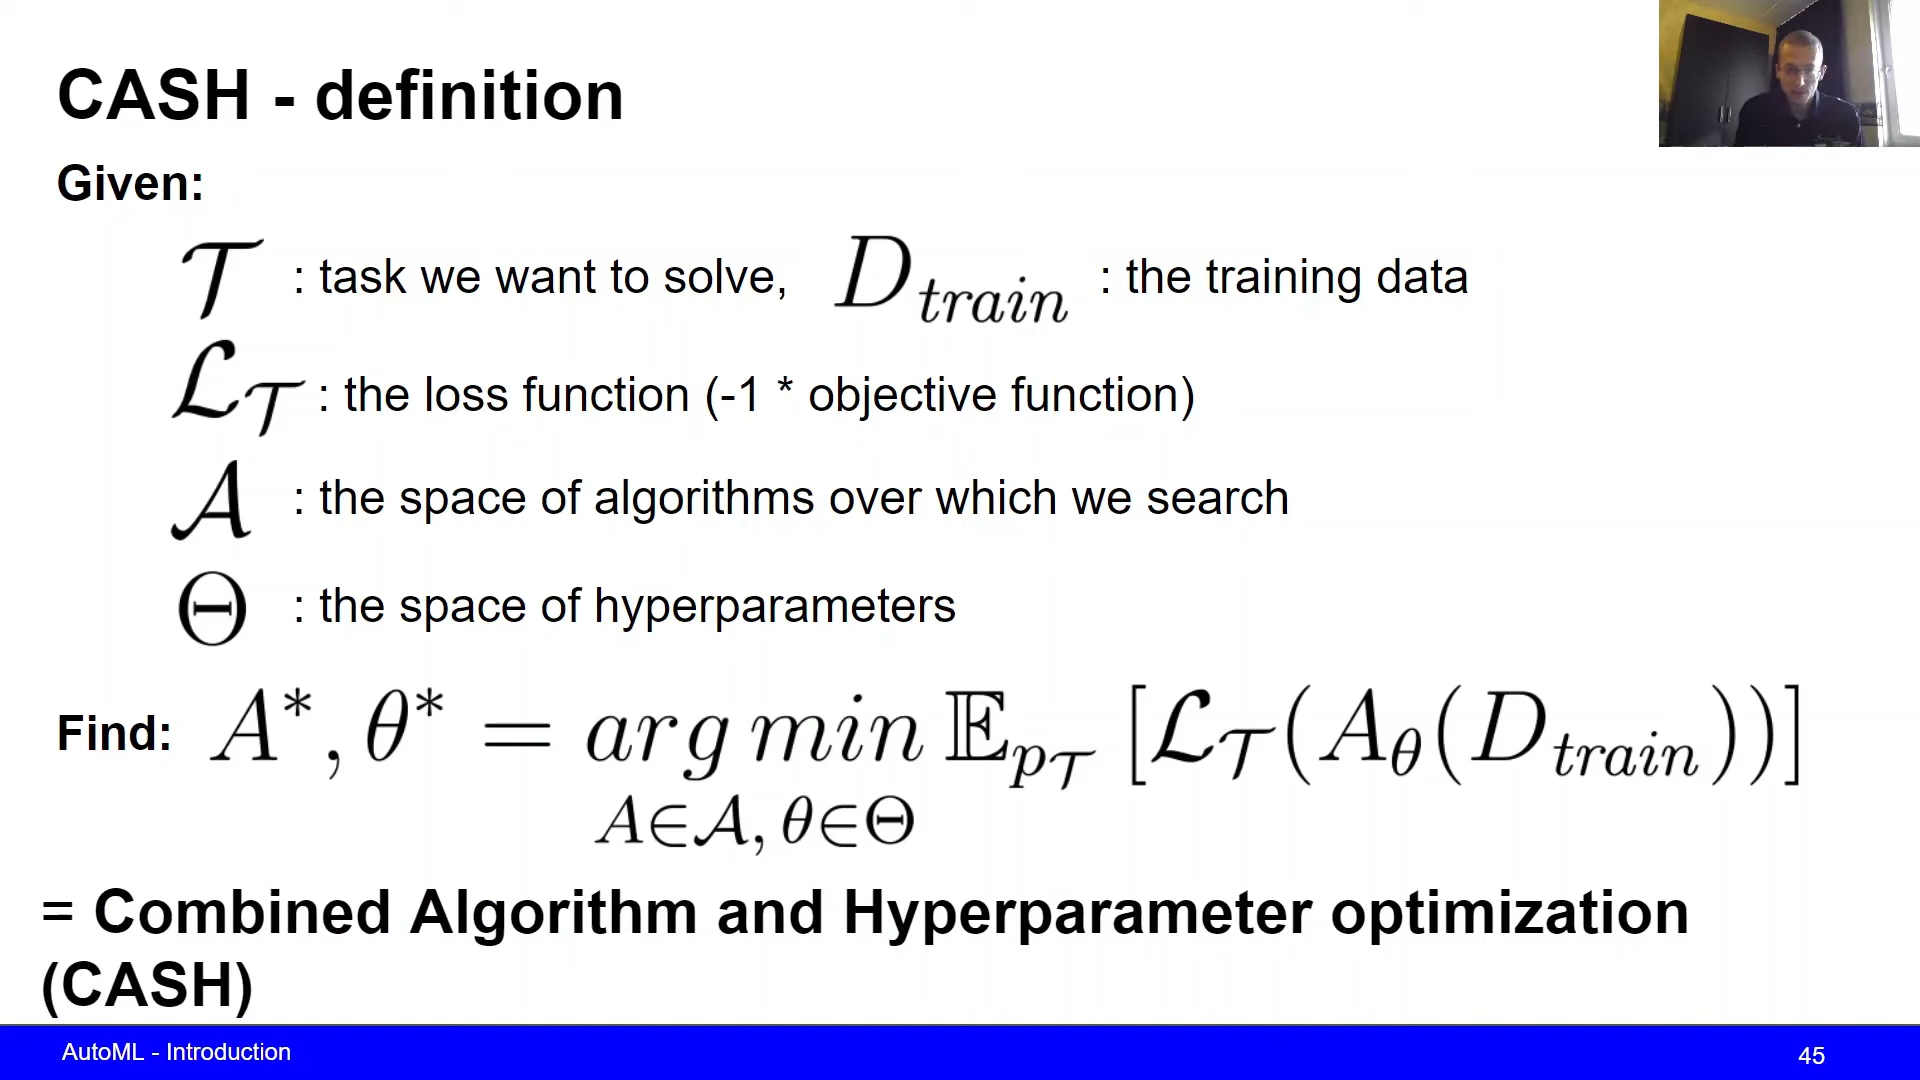 CASH - definition
Given:
𝒯 : task we want to solve, D_train : the training data
ℒ_𝒯 : the loss function (-1 * objective function)
𝒜 : the space of algorithms over which we search
Θ : the space of hyperparameters
Find: A*, θ* = arg min 𝔼_{p_𝒯} [ℒ_𝒯(A_θ(D_train))]
A∈𝒜, θ∈Θ
= Combined Algorithm and Hyperparameter optimization
(CASH)
AutoML - Introduction
45